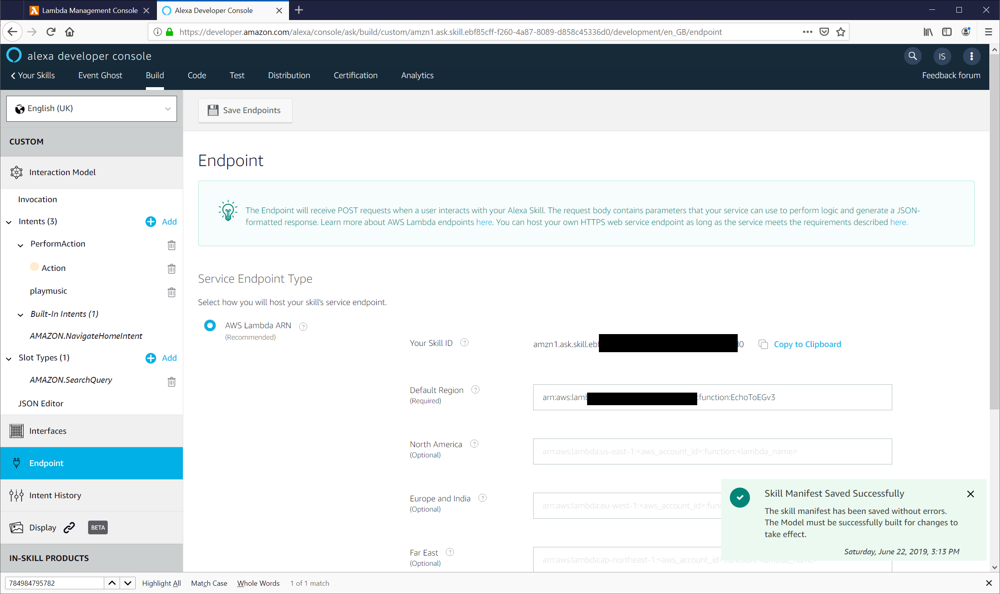 Lambda Management Console
Alexa Developer Console
https://developer.amazon.com/alexa/console/ask/build/custom/amzn1.ask.skill.ebf85cff-f260-4a87-8089-d858c45336d0/development/en_GB/endpoint
alexa developer console
IS
Your Skills Event Ghost Build Code Test Distribution Certification Analytics Feedback forum
English (UK)
Save Endpoints
CUSTOM
Interaction Model
Invocation
Intents (3) Add
PerformAction
Action
playmusic
Built-In Intents (1)
AMAZON.NavigateHomeIntent
Slot Types (1) Add
AMAZON.SearchQuery
JSON Editor
Interfaces
Endpoint
Intent History
Display BETA
IN-SKILL PRODUCTS
Endpoint
The Endpoint will receive POST requests when a user interacts with your Alexa Skill. The request body contains parameters that your service can use to perform logic and generate a JSON-
formatted response. Learn more about AWS Lambda endpoints here. You can host your own HTTPS web service endpoint as long as the service meets the requirements described here.
Service Endpoint Type
Select how you will host your skill's service endpoint.
AWS Lambda ARN ?
(Recommended)
Your Skill ID ? amzn1.ask.skill.eb 0 Copy to Clipboard
Default Region ?
(Required)
arn:aws:lam :function:EchoToEGv3
North America ?
(Optional)
arn:aws:lambda:us-east-1:<aws_account_id>:function:<lambda_name>
Europe and India ?
(Optional)
arn:aws:lambda:eu-west-1:<aws_account_id>:func
Far East ?
(Optional)
arn:aws:lambda:ap-northeast-1:<aws_account_id>:function:<lambda_name>
Skill Manifest Saved Successfully
The skill manifest has been saved without errors.
The Model must be successfully built for changes to
take effect.
Saturday, June 22, 2019, 3:13 PM
784984795782 Highlight All Match Case Whole Words 1 of 1 match